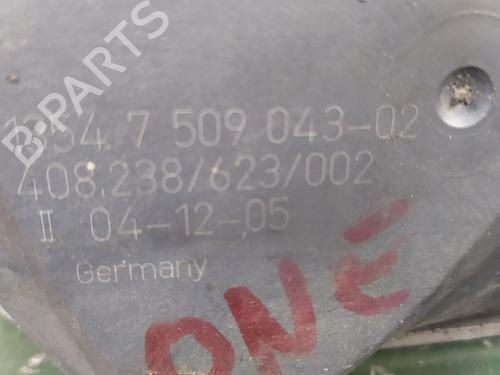 1354 7 509 043-02
408.238/623/002
II 04-12-05
Germany
ONE
B-PARTS